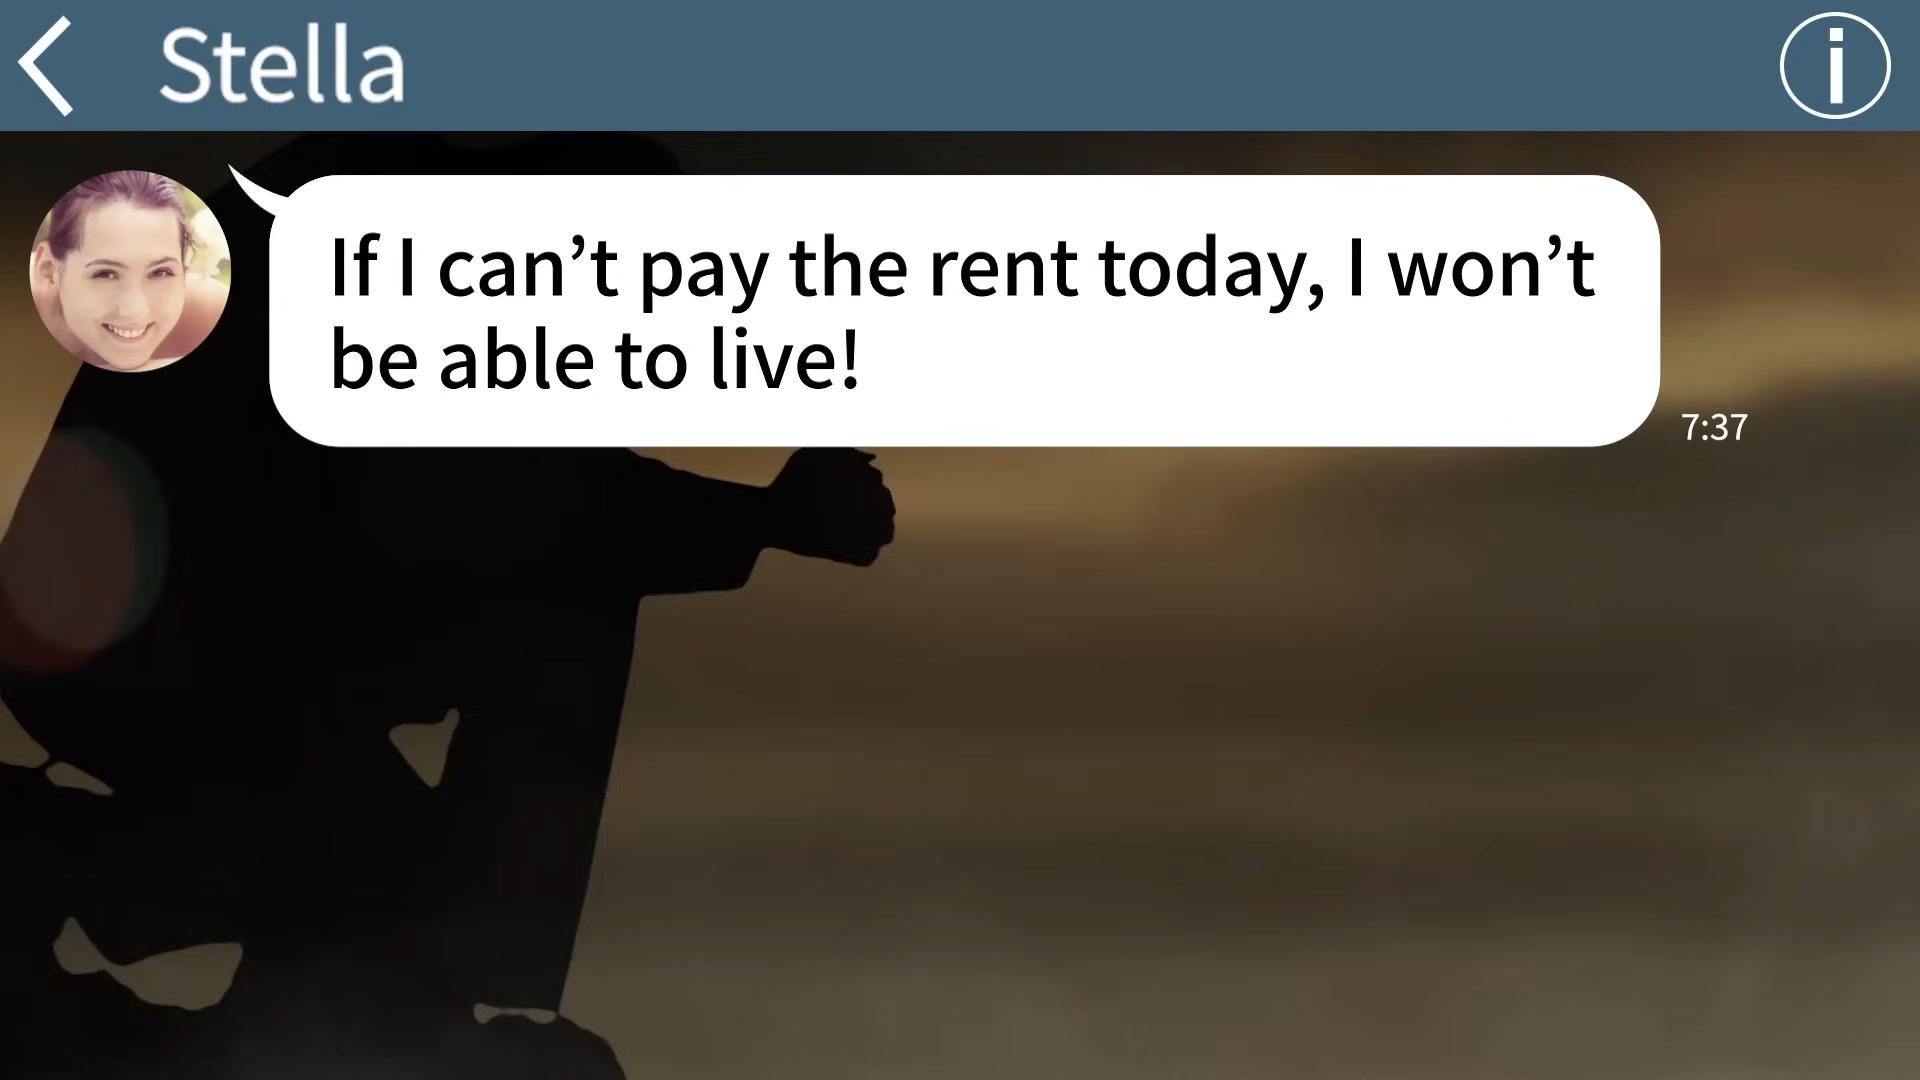 Stella
If I can’t pay the rent today, I won’t
be able to live!
7:37